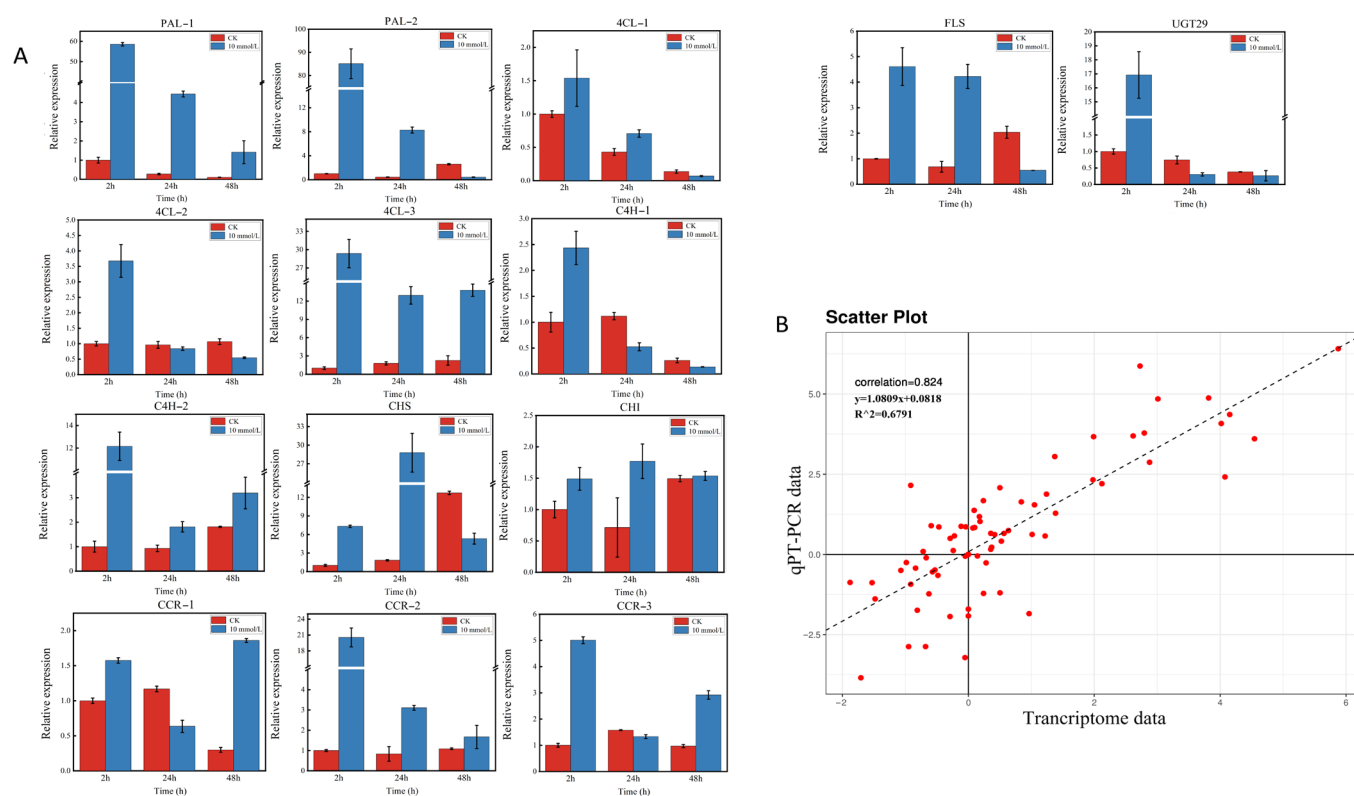 A
PAL-1
CK
10 mmol/L
Relative expression
60
50
4
2
1
0
2h 24h 48h
Time (h)
PAL-2
CK
10 mmol/L
Relative expression
100
90
80
70
12
8
4
0
2h 24h 48h
Time (h)
4CL-1
CK
10 mmol/L
Relative expression
2.0
1.5
1.0
0.5
0.0
2h 24h 48h
Time (h)
FLS
CK
10 mmol/L
Relative expression
6
5
4
3
2
1
0
2h 24h 48h
Time (h)
UGT29
CK
10 mmol/L
Relative expression
20
19
18
17
16
15
14
13
1.0
0.5
0.0
2h 24h 48h
Time (h)
4CL-2
CK
10 mmol/L
Relative expression
5.0
4.5
4.0
3.5
3.0
2.5
2.0
1.5
1.0
0.5
0.0
2h 24h 48h
Time (h)
4CL-3
CK
10 mmol/L
Relative expression
33
30
27
12
9
6
3
0
2h 24h 48h
Time (h)
C4H-1
CK
10 mmol/L
Relative expression
3.0
2.5
2.0
1.5
1.0
0.5
0.0
2h 24h 48h
Time (h)
C4H-2
CK
10 mmol/L
Relative expression
14
12
3
2
1
0
2h 24h 48h
Time (h)
CHS
CK
10 mmol/L
Relative expression
33
30
27
12
9
6
3
0
2h 24h 48h
Time (h)
CHI
CK
10 mmol/L
Relative expression
2.5
2.0
1.5
1.0
0.5
0.0
2h 24h 48h
Time (h)
CCR-1
CK
10 mmol/L
Relative expression
2.0
1.5
1.0
0.5
0.0
2h 24h 48h
Time (h)
CCR-2
CK
10 mmol/L
Relative expression
24
21
18
4
3
2
1
0
2h 24h 48h
Time (h)
CCR-3
CK
10 mmol/L
Relative expression
6
5
4
3
2
1
0
2h 24h 48h
Time (h)
B
Scatter Plot
correlation=0.824
y=1.0809x+0.0818
R^2=0.6791
qPT-PCR data
5.0
2.5
0.0
−2.5
−2 0 2 4 6
Trancriptome data